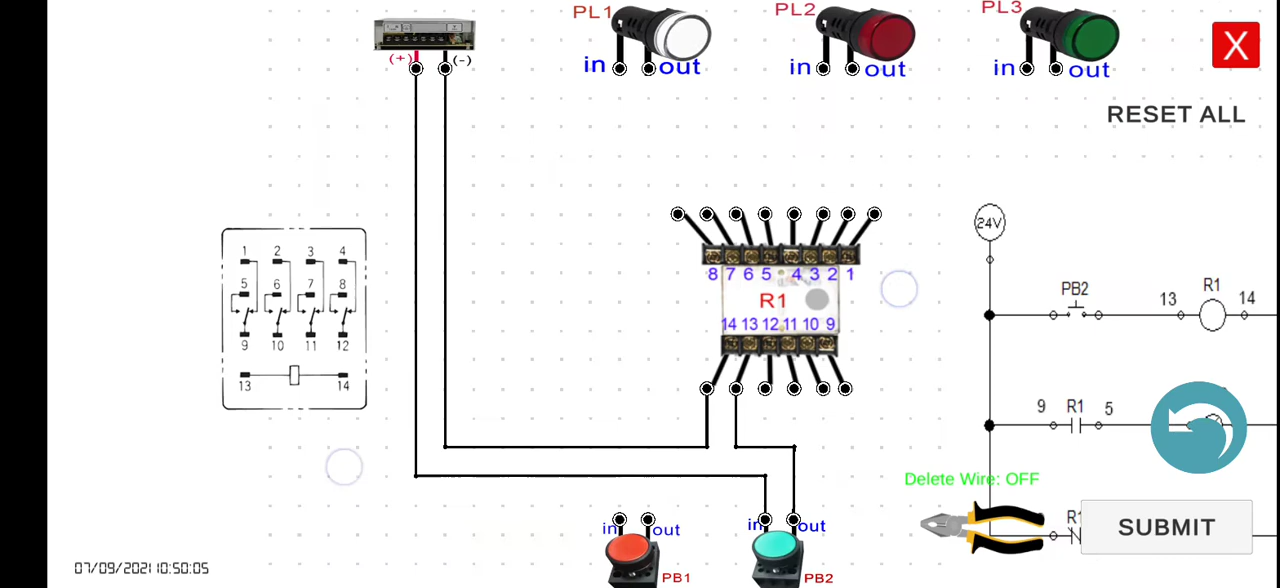 PL1
PL2
PL3
(+)
(-)
in
out
in
out
in
out
X
RESET ALL
1 2 3 4
5 6 7 8
9 10 11 12
13 14
8 7 6 5 4 3 2 1
R1
14 13 12 11 10 9
24V
PB2
13
R1
14
9
R1
5
Delete Wire: OFF
SUBMIT
in
out
PB1
in
out
PB2
07/09/2021 10:50:05